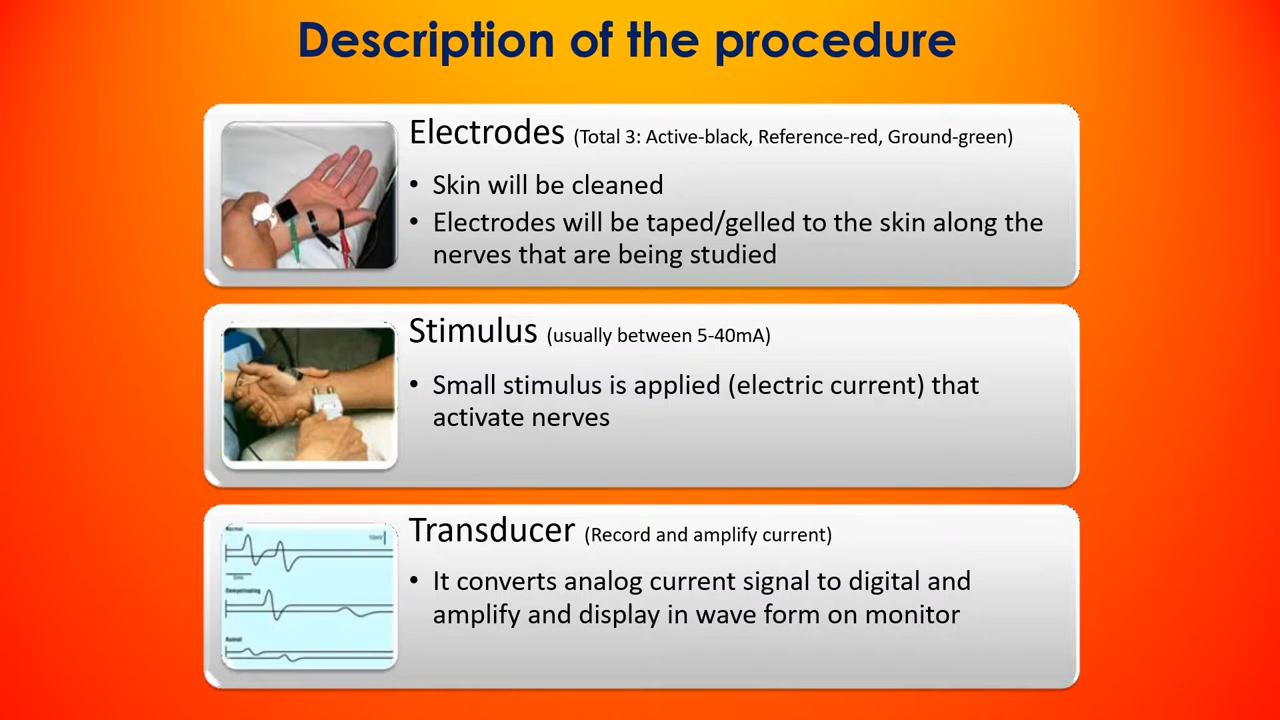 Description of the procedure
Electrodes (Total 3: Active-black, Reference-red, Ground-green)
• Skin will be cleaned
• Electrodes will be taped/gelled to the skin along the
nerves that are being studied
Stimulus (usually between 5-40mA)
• Small stimulus is applied (electric current) that
activate nerves
Transducer (Record and amplify current)
• It converts analog current signal to digital and
amplify and display in wave form on monitor
Normal
Demyelinating
Axonal